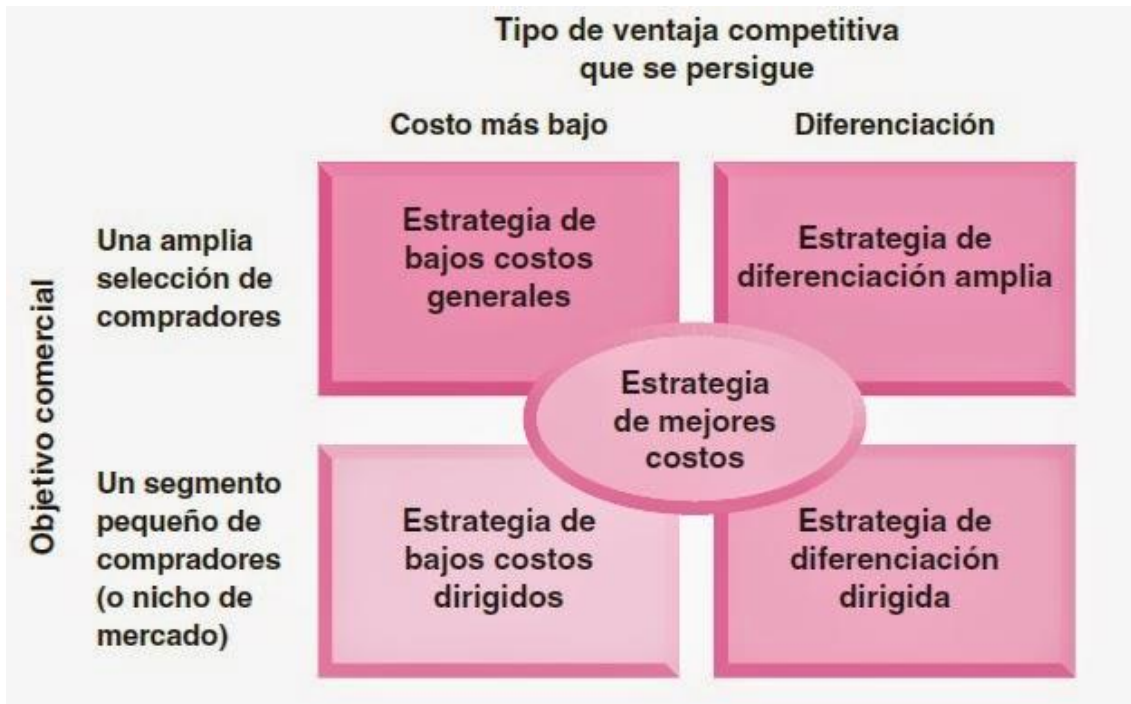 Tipo de ventaja competitiva
que se persigue
Costo más bajo
Diferenciación
Objetivo comercial
Una amplia
selección de
compradores
Estrategia de
bajos costos
generales
Estrategia de
diferenciación amplia
Estrategia
de mejores
costos
Un segmento
pequeño de
compradores
(o nicho de
mercado)
Estrategia de
bajos costos
dirigidos
Estrategia de
diferenciación
dirigida